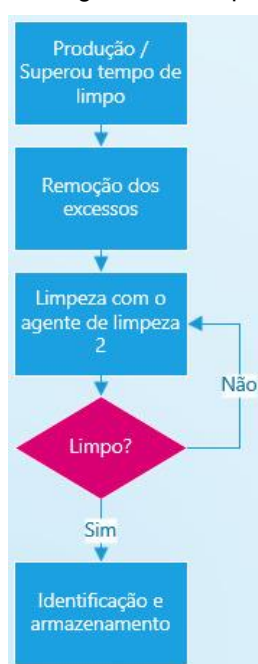 Produção /
Superou tempo de
limpo
Remoção dos
excessos
Limpeza com o
agente de limpeza
2
Não
Limpo?
Sim
Identificação e
armazenamento